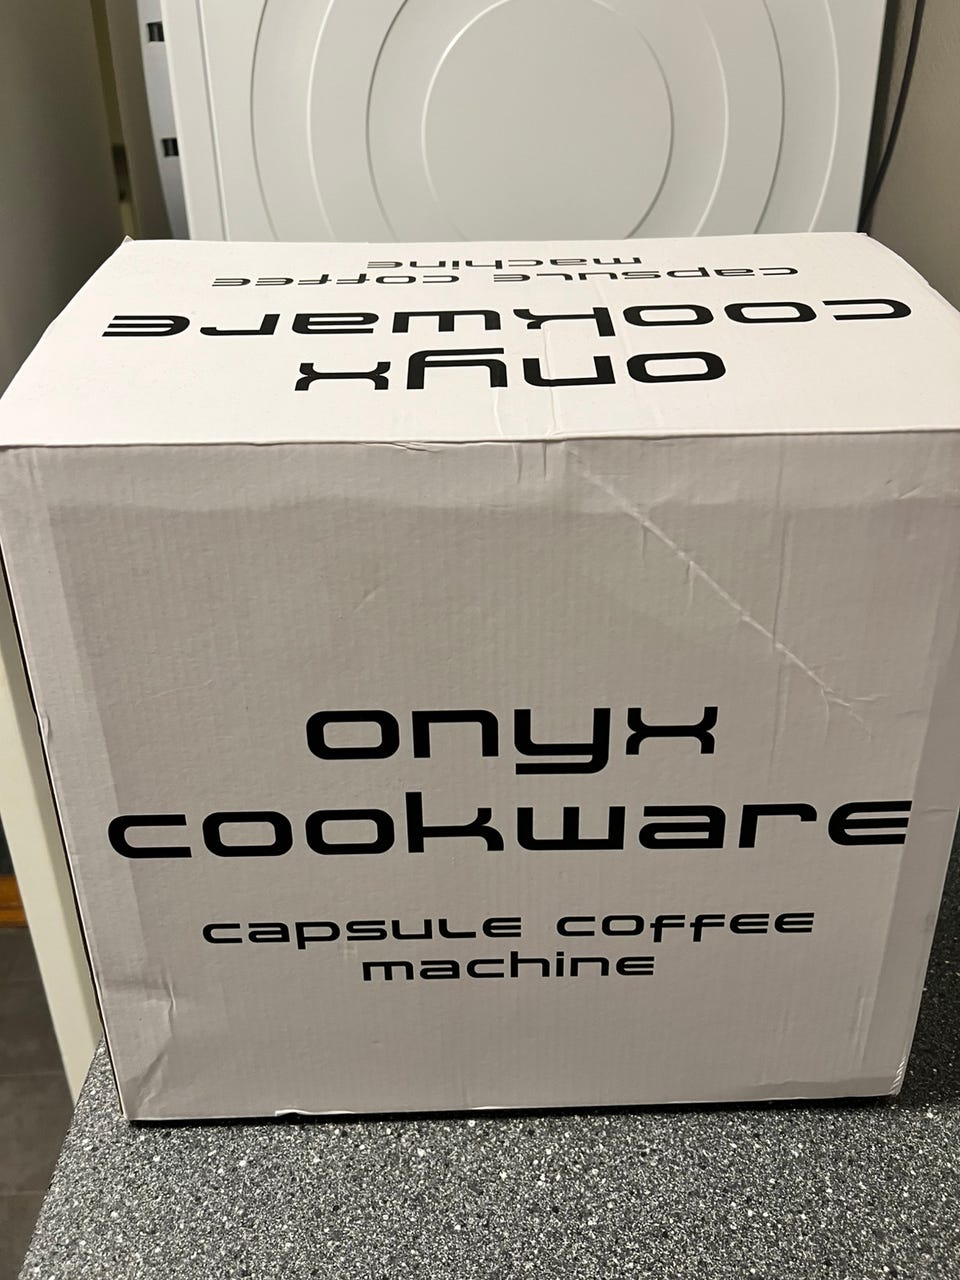 onyx
cookware
capsule coffee
machine
onyx
cookware
capsule coffee
machine